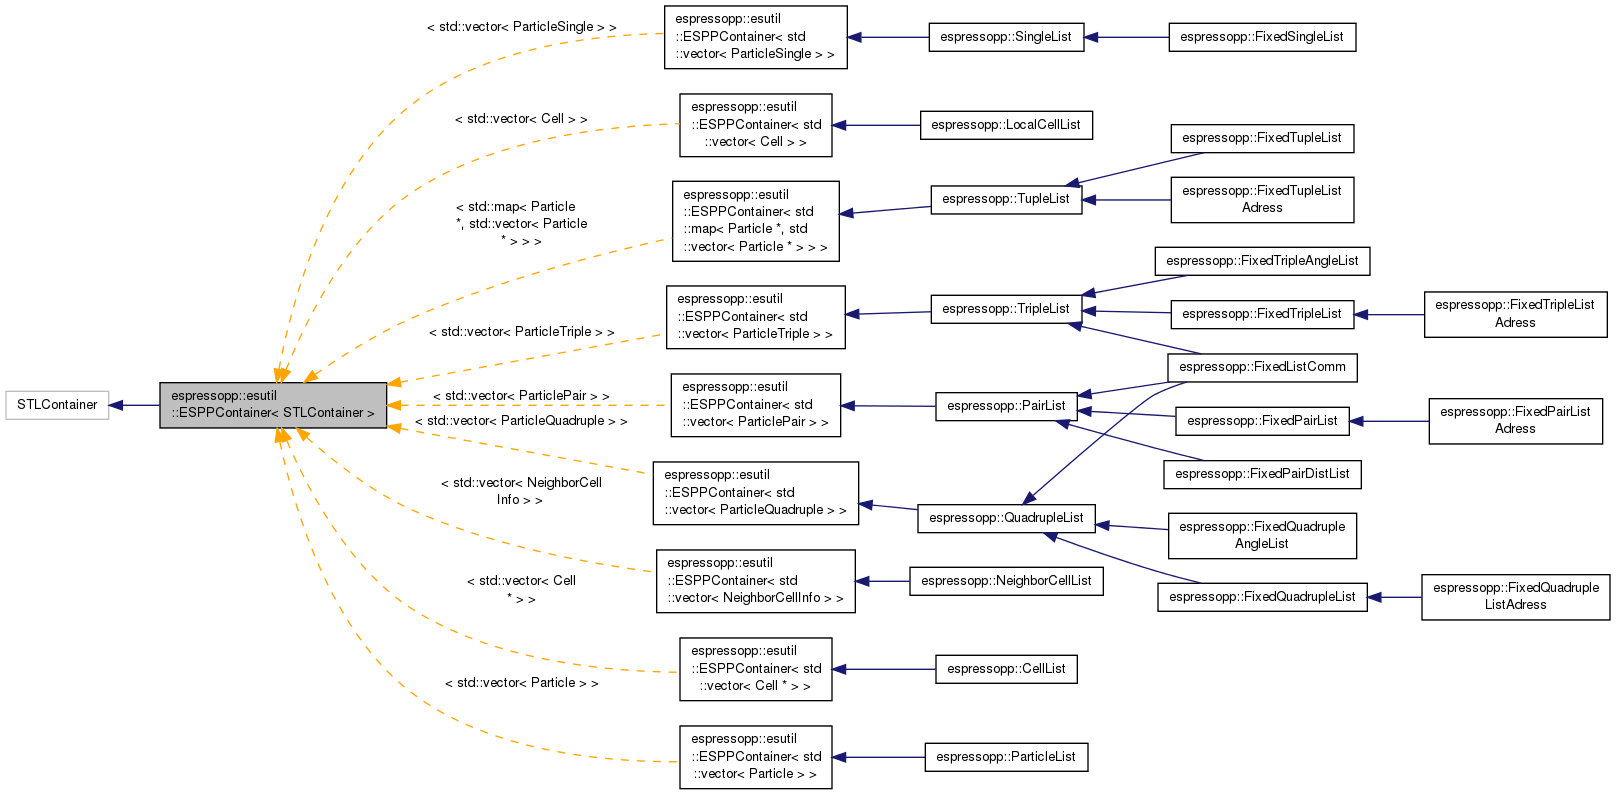 STLContainer
espressopp::esutil
::ESPPContainer< STLContainer >
< std::vector< ParticleSingle > >
< std::vector< Cell > >
< std::map< Particle
*, std::vector< Particle
* > > >
< std::vector< ParticleTriple > >
< std::vector< ParticlePair > >
< std::vector< ParticleQuadruple > >
< std::vector< NeighborCell
Info > >
< std::vector< Cell
* > >
< std::vector< Particle > >
espressopp::esutil
::ESPPContainer< std
::vector< ParticleSingle > >
espressopp::SingleList
espressopp::FixedSingleList
espressopp::esutil
::ESPPContainer< std
::vector< Cell > >
espressopp::LocalCellList
espressopp::esutil
::ESPPContainer< std
::map< Particle *, std
::vector< Particle * > > >
espressopp::TupleList
espressopp::FixedTupleList
espressopp::FixedTupleList
Adress
espressopp::esutil
::ESPPContainer< std
::vector< ParticleTriple > >
espressopp::TripleList
espressopp::FixedTripleAngleList
espressopp::FixedTripleList
espressopp::FixedTripleList
Adress
espressopp::FixedListComm
espressopp::esutil
::ESPPContainer< std
::vector< ParticlePair > >
espressopp::PairList
espressopp::FixedPairList
espressopp::FixedPairList
Adress
espressopp::FixedPairDistList
espressopp::esutil
::ESPPContainer< std
::vector< ParticleQuadruple > >
espressopp::QuadrupleList
espressopp::FixedQuadruple
AngleList
espressopp::FixedQuadrupleList
espressopp::FixedQuadruple
ListAdress
espressopp::esutil
::ESPPContainer< std
::vector< NeighborCellInfo > >
espressopp::NeighborCellList
espressopp::esutil
::ESPPContainer< std
::vector< Cell * > >
espressopp::CellList
espressopp::esutil
::ESPPContainer< std
::vector< Particle > >
espressopp::ParticleList